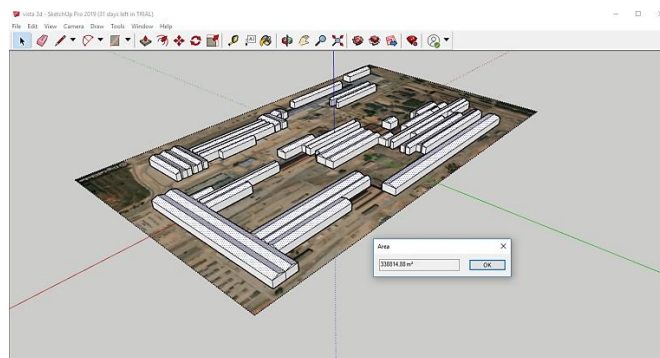 vista 3d - SketchUp Pro 2019 (31 days left in TRIAL)
File Edit View Camera Draw Tools Window Help
Area
338814.88 m²
OK